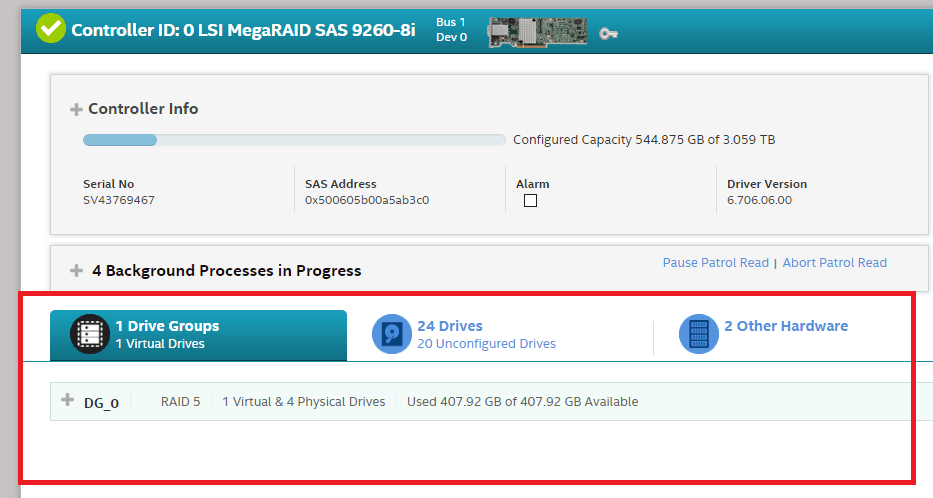 Controller ID: 0 LSI MegaRAID SAS 9260-8i
Bus 1
Dev 0
Controller Info
Configured Capacity 544.875 GB of 3.059 TB
Serial No
SV43769467
SAS Address
0x500605b00a5ab3c0
Alarm
Driver Version
6.706.06.00
4 Background Processes in Progress
Pause Patrol Read | Abort Patrol Read
1 Drive Groups
1 Virtual Drives
24 Drives
20 Unconfigured Drives
2 Other Hardware
DG_0 RAID 5 1 Virtual & 4 Physical Drives Used 407.92 GB of 407.92 GB Available